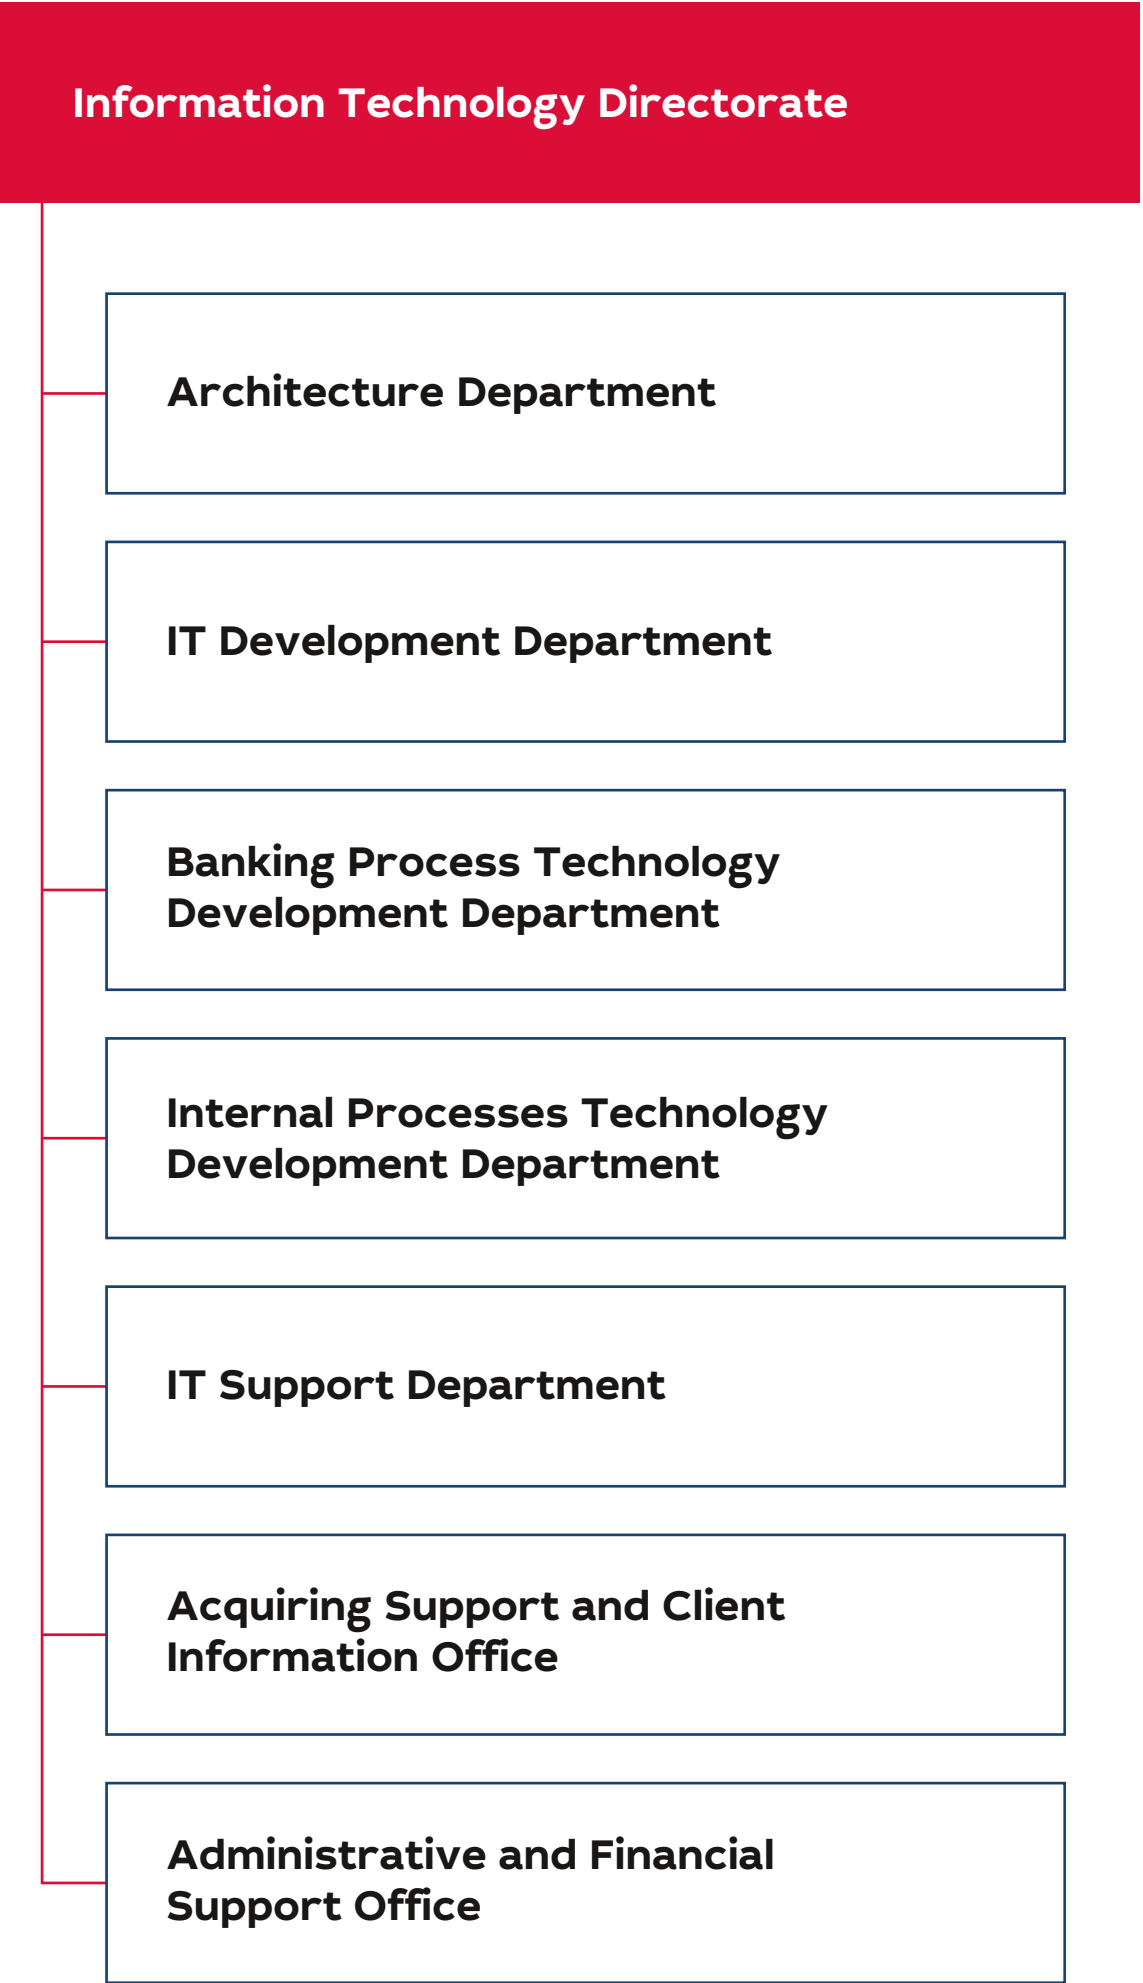 Information Technology Directorate
Architecture Department
IT Development Department
Banking Process Technology
Development Department
Internal Processes Technology
Development Department
IT Support Department
Acquiring Support and Client
Information Office
Administrative and Financial
Support Office